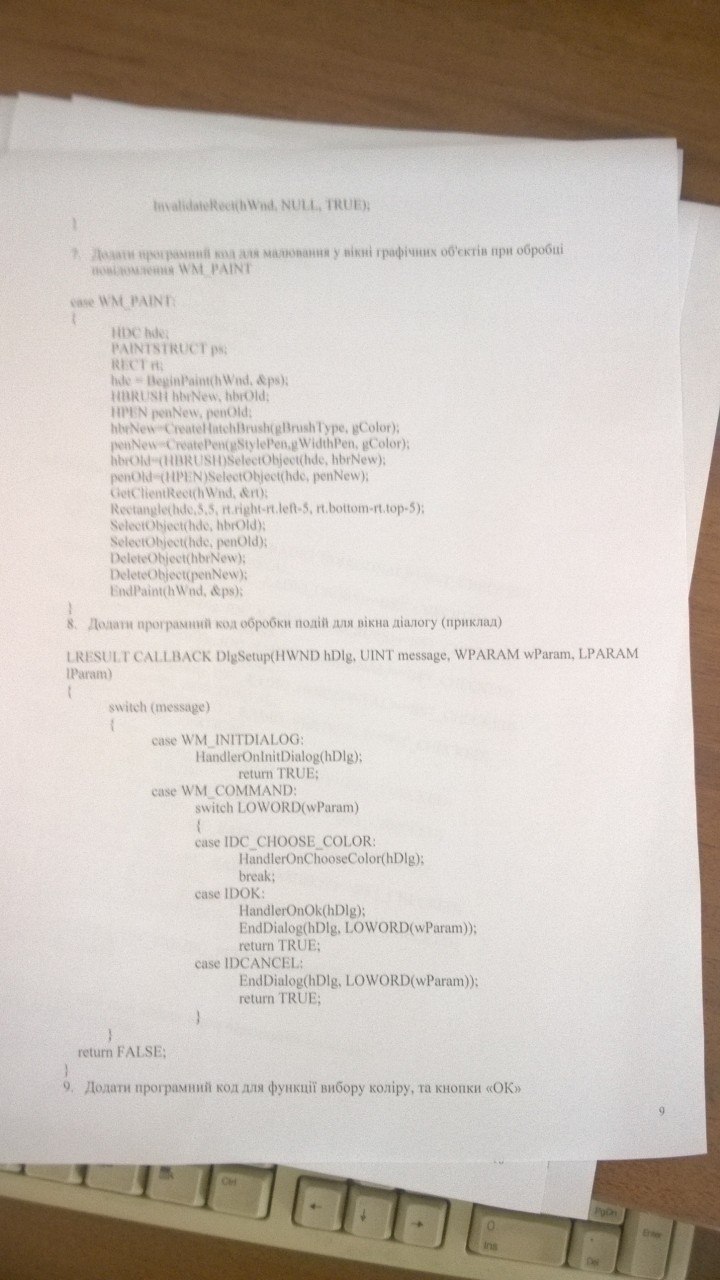 InvalidateRect(hWnd, NULL, TRUE);
}
7. Додати програмний код для малювання у вікні графічних об'єктів при обробці
повідомлення WM_PAINT
case WM_PAINT:
{
HDC hdc;
PAINTSTRUCT ps;
RECT rt;
hdc = BeginPaint(hWnd, &ps);
HBRUSH hbrNew, hbrOld;
HPEN penNew, penOld;
hbrNew=CreateHatchBrush(gBrushType, gColor);
penNew=CreatePen(gStylePen,gWidthPen, gColor);
hbrOld=(HBRUSH)SelectObject(hdc, hbrNew);
penOld=(HPEN)SelectObject(hdc, penNew);
GetClientRect(hWnd, &rt);
Rectangle(hdc,5,5, rt.right-rt.left-5, rt.bottom-rt.top-5);
SelectObject(hdc, hbrOld);
SelectObject(hdc, penOld);
DeleteObject(hbrNew);
DeleteObject(penNew);
EndPaint(hWnd, &ps);
}
8. Додати програмний код обробки подій для вікна діалогу (приклад)
LRESULT CALLBACK DlgSetup(HWND hDlg, UINT message, WPARAM wParam, LPARAM
lParam)
{
switch (message)
{
case WM_INITDIALOG:
HandlerOnInitDialog(hDlg);
return TRUE;
case WM_COMMAND:
switch LOWORD(wParam)
{
case IDC_CHOOSE_COLOR:
HandlerOnChooseColor(hDlg);
break;
case IDOK:
HandlerOnOk(hDlg);
EndDialog(hDlg, LOWORD(wParam));
return TRUE;
case IDCANCEL:
EndDialog(hDlg, LOWORD(wParam));
return TRUE;
}
}
return FALSE;
}
9. Додати програмний код для функції вибору коліру, та кнопки «ОК»
9
Ctrl
←
↓
→
0
Ins
PgDn
.
Del
Enter